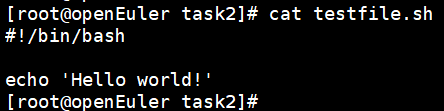 [root@openEuler task2]# cat testfile.sh
#!/bin/bash

echo 'Hello world!'
[root@openEuler task2]#